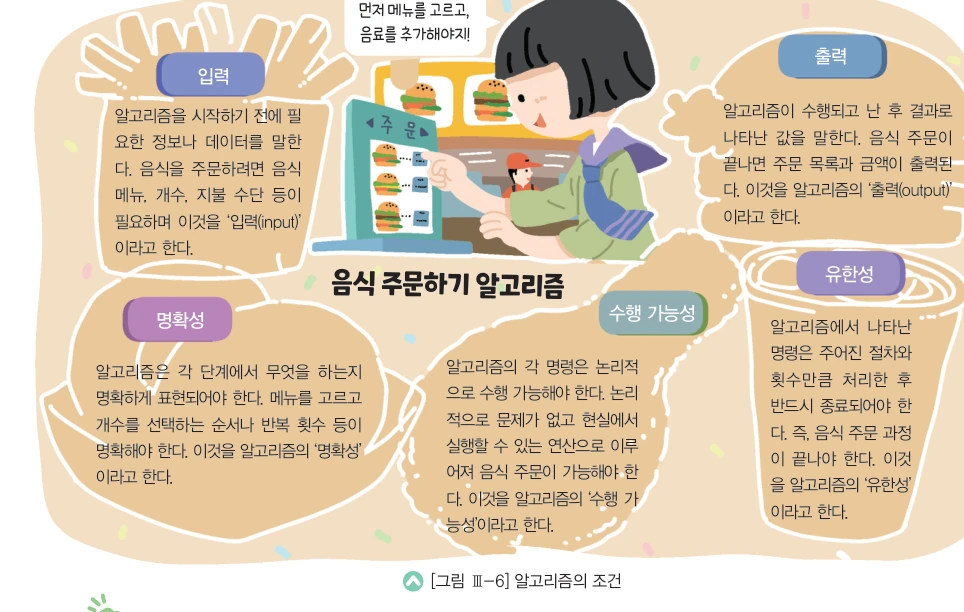 먼저 메뉴를 고르고,
음료를 추가해야지!
입력
알고리즘을 시작하기 전에 필
요한 정보나 데이터를 말한
다. 음식을 주문하려면 음식
메뉴, 개수, 지불 수단 등이
필요하며 이것을 ‘입력(input)’
이라고 한다.
주문
출력
알고리즘이 수행되고 난 후 결과로
나타난 값을 말한다. 음식 주문이
끝나면 주문 목록과 금액이 출력된
다. 이것을 알고리즘의 ‘출력(output)’
이라고 한다.
음식 주문하기 알고리즘
명확성
알고리즘은 각 단계에서 무엇을 하는지
명확하게 표현되어야 한다. 메뉴를 고르고
개수를 선택하는 순서나 반복 횟수 등이
명확해야 한다. 이것을 알고리즘의 ‘명확성’
이라고 한다.
수행 가능성
알고리즘의 각 명령은 논리적
으로 수행 가능해야 한다. 논리
적으로 문제가 없고 현실에서
실행할 수 있는 연산으로 이루
어져 음식 주문이 가능해야 한
다. 이것을 알고리즘의 ‘수행 가
능성’이라고 한다.
유한성
알고리즘에서 나타난
명령은 주어진 절차와
횟수만큼 처리한 후
반드시 종료되어야 한
다. 즉, 음식 주문 과정
이 끝나야 한다. 이것
을 알고리즘의 ‘유한성’
이라고 한다.
[그림 Ⅲ-6] 알고리즘의 조건